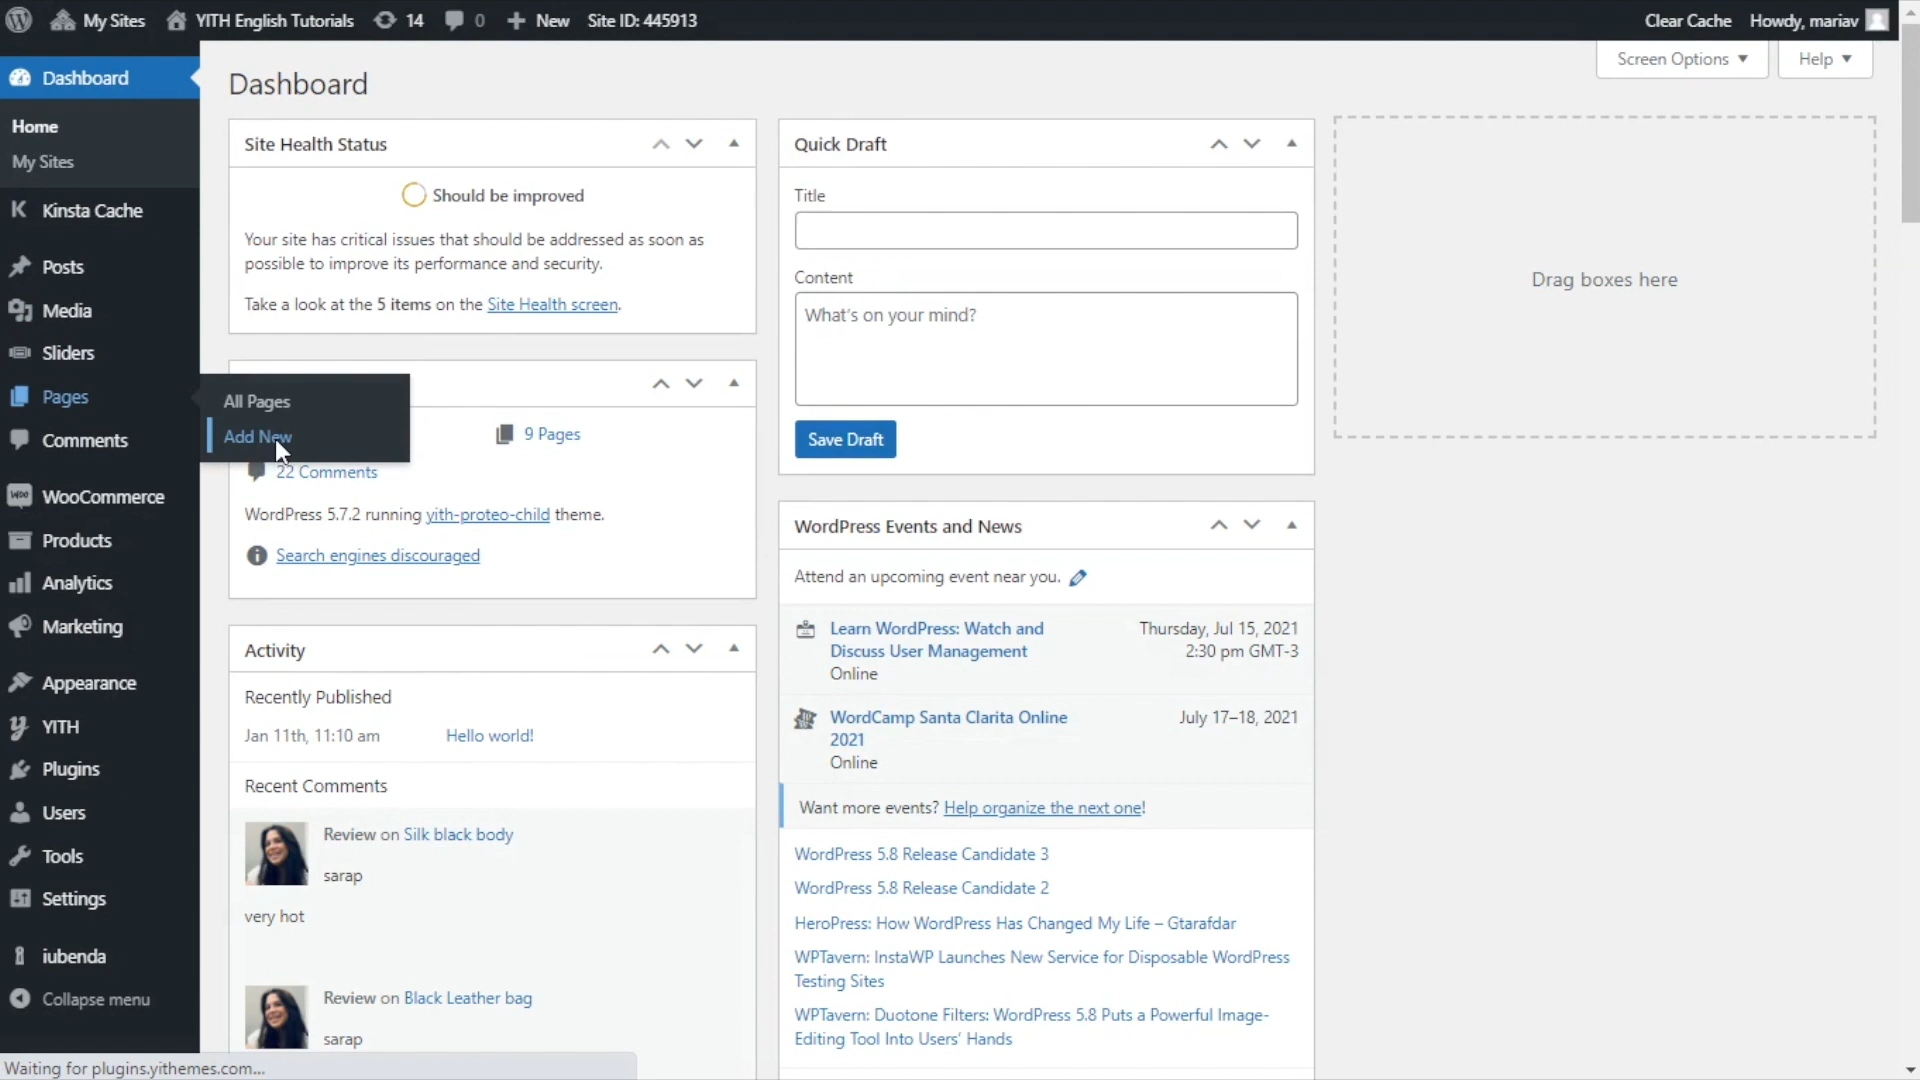 My Sites
YITH English Tutorials
14
0
New
Site ID: 445913
Clear Cache
Howdy, mariav
Dashboard
Home
My Sites
Kinsta Cache
Posts
Media
Sliders
Pages
Comments
WooCommerce
Products
Analytics
Marketing
Appearance
YITH
Plugins
Users
Tools
Settings
iubenda
Collapse menu
All Pages
Add New
Screen Options
Help
Dashboard
Site Health Status
Should be improved
Your site has critical issues that should be addressed as soon as
possible to improve its performance and security.
Take a look at the 5 items on the Site Health screen.
9 Pages
22 Comments
WordPress 5.7.2 running yith-proteo-child theme.
Search engines discouraged
Activity
Recently Published
Jan 11th, 11:10 am Hello world!
Recent Comments
Review on Silk black body
sarap
very hot
Review on Black Leather bag
sarap
Quick Draft
Title
Content
What's on your mind?
Save Draft
WordPress Events and News
Attend an upcoming event near you.
Learn WordPress: Watch and
Discuss User Management
Online
Thursday, Jul 15, 2021
2:30 pm GMT-3
WordCamp Santa Clarita Online
2021
Online
July 17–18, 2021
Want more events? Help organize the next one!
WordPress 5.8 Release Candidate 3
WordPress 5.8 Release Candidate 2
HeroPress: How WordPress Has Changed My Life – Gtarafdar
WPTavern: InstaWP Launches New Service for Disposable WordPress
Testing Sites
WPTavern: Duotone Filters: WordPress 5.8 Puts a Powerful Image-
Editing Tool Into Users' Hands
Drag boxes here
Waiting for plugins.yithemes.com...